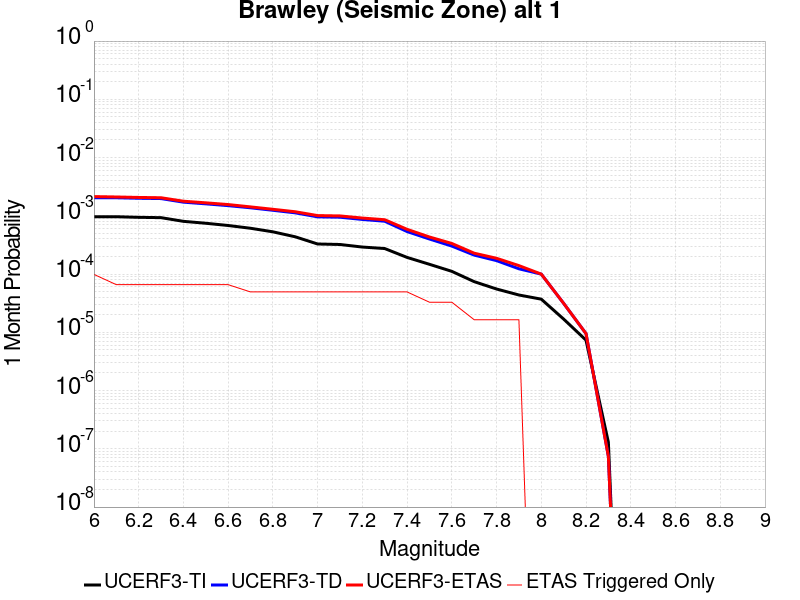 Brawley (Seismic Zone) alt 1
1 Month Probability
10^0
10^-1
10^-2
10^-3
10^-4
10^-5
10^-6
10^-7
10^-8
6 6.2 6.4 6.6 6.8 7 7.2 7.4 7.6 7.8 8 8.2 8.4 8.6 8.8 9
Magnitude
UCERF3-TI UCERF3-TD UCERF3-ETAS ETAS Triggered Only